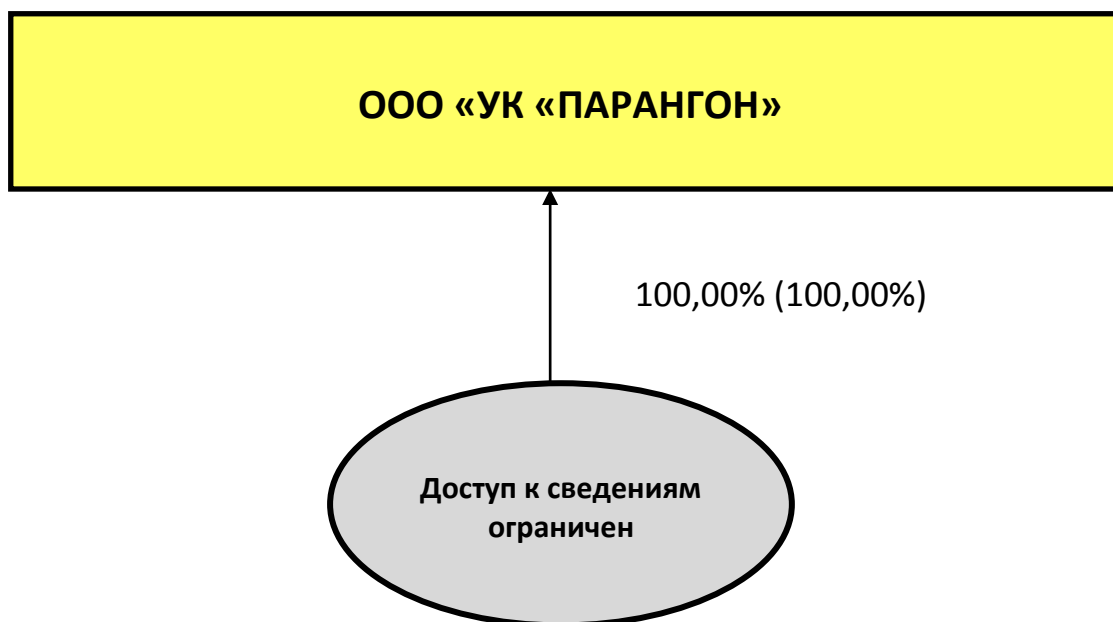 ООО «УК «ПАРАНГОН»
100,00% (100,00%)
Доступ к сведениям
ограничен